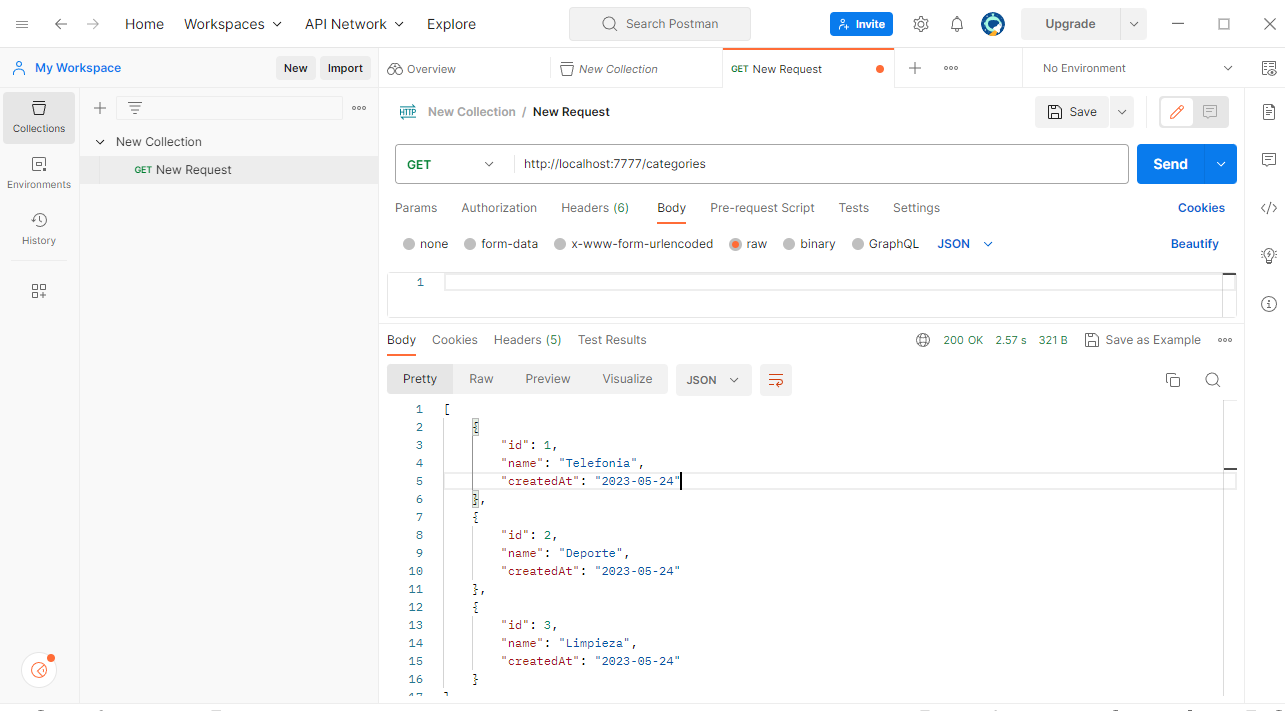 Home Workspaces API Network Explore Search Postman Invite Upgrade
My Workspace New Import Overview New Collection GET New Request No Environment
Collections
Environments
History
New Collection
GET New Request
HTTP New Collection / New Request Save
GET http://localhost:7777/categories Send
Params Authorization Headers (6) Body Pre-request Script Tests Settings Cookies
none form-data x-www-form-urlencoded raw binary GraphQL JSON Beautify
1
Body Cookies Headers (5) Test Results 200 OK 2.57 s 321 B Save as Example
Pretty Raw Preview Visualize JSON
1 [
2 {
3 "id": 1,
4 "name": "Telefonia",
5 "createdAt": "2023-05-24"
6 },
7 {
8 "id": 2,
9 "name": "Deporte",
10 "createdAt": "2023-05-24"
11 },
12 {
13 "id": 3,
14 "name": "Limpieza",
15 "createdAt": "2023-05-24"
16 }
17 ]